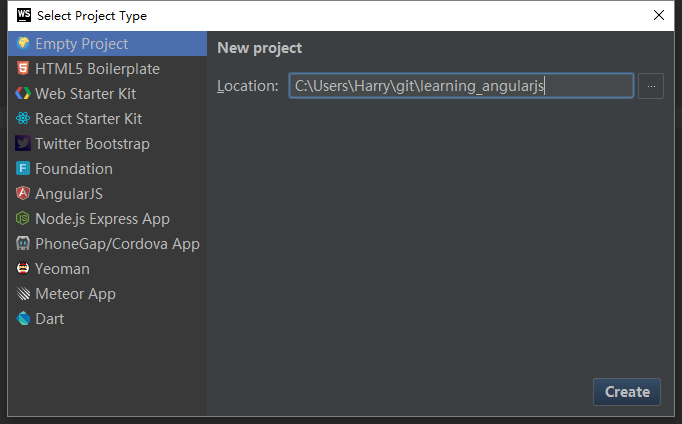 WS Select Project Type
Empty Project
HTML5 Boilerplate
Web Starter Kit
React Starter Kit
Twitter Bootstrap
Foundation
AngularJS
Node.js Express App
PhoneGap/Cordova App
Yeoman
Meteor App
Dart
New project
Location: C:\Users\Harry\git\learning_angularjs ...
Create